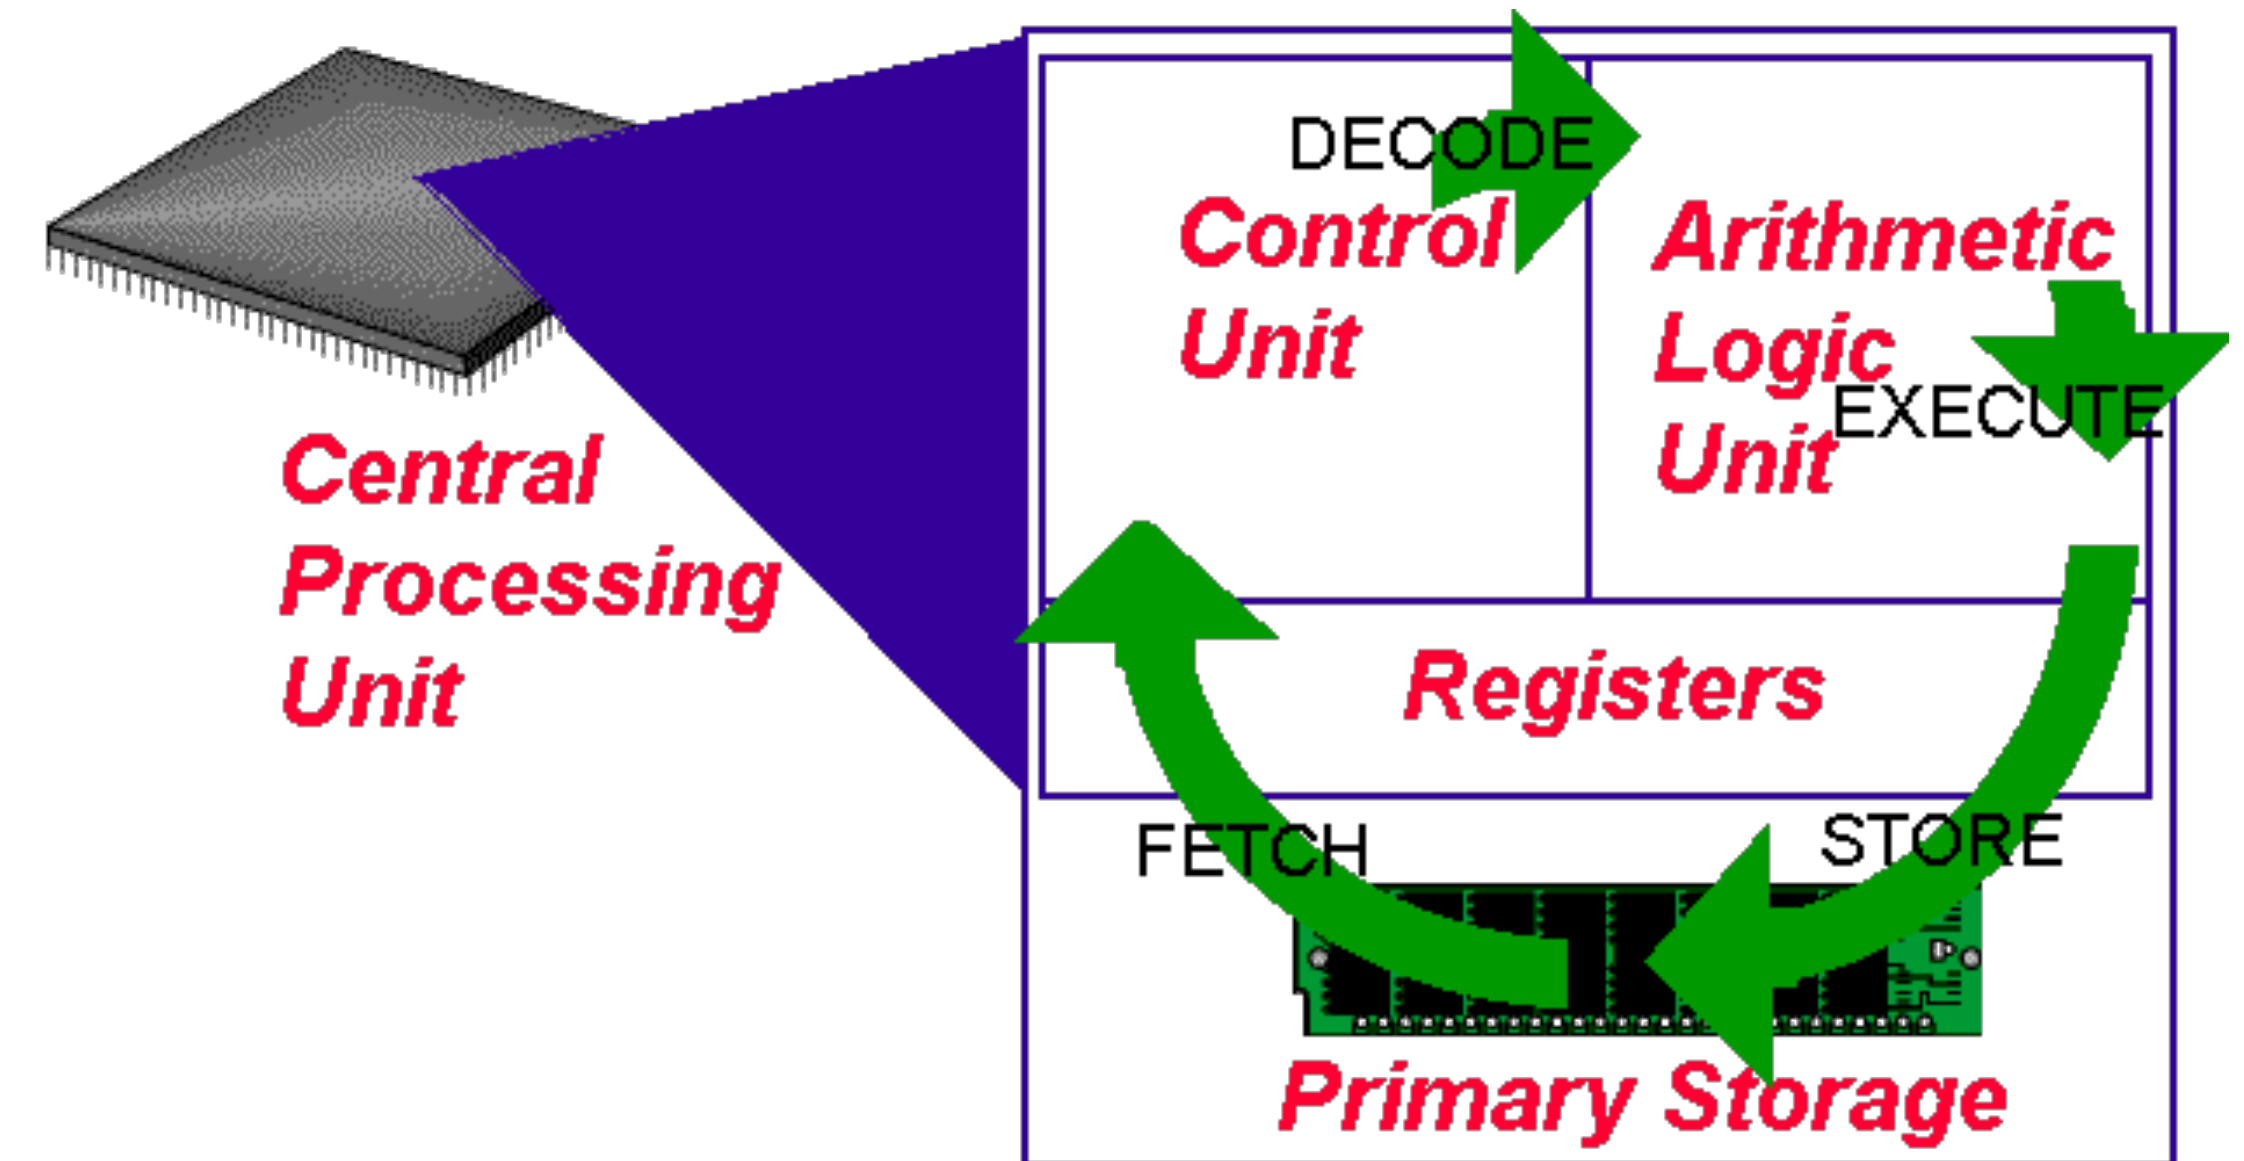 DECODE
Control
Unit
Arithmetic
Logic
Unit
EXECUTE
Central
Processing
Unit
Registers
FETCH
STORE
Primary Storage